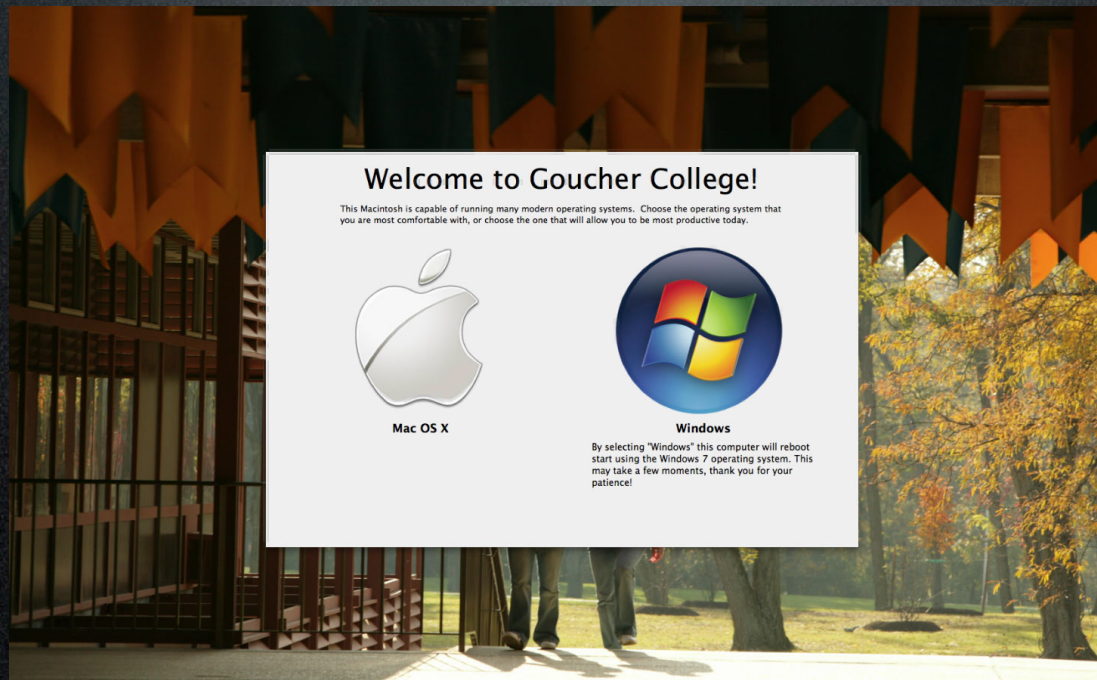 Welcome to Goucher College!
This Macintosh is capable of running many modern operating systems.  Choose the operating system that
you are most comfortable with, or choose the one that will allow you to be most productive today.
Mac OS X
Windows
By selecting "Windows" this computer will reboot
start using the Windows 7 operating system. This
may take a few moments, thank you for your
patience!